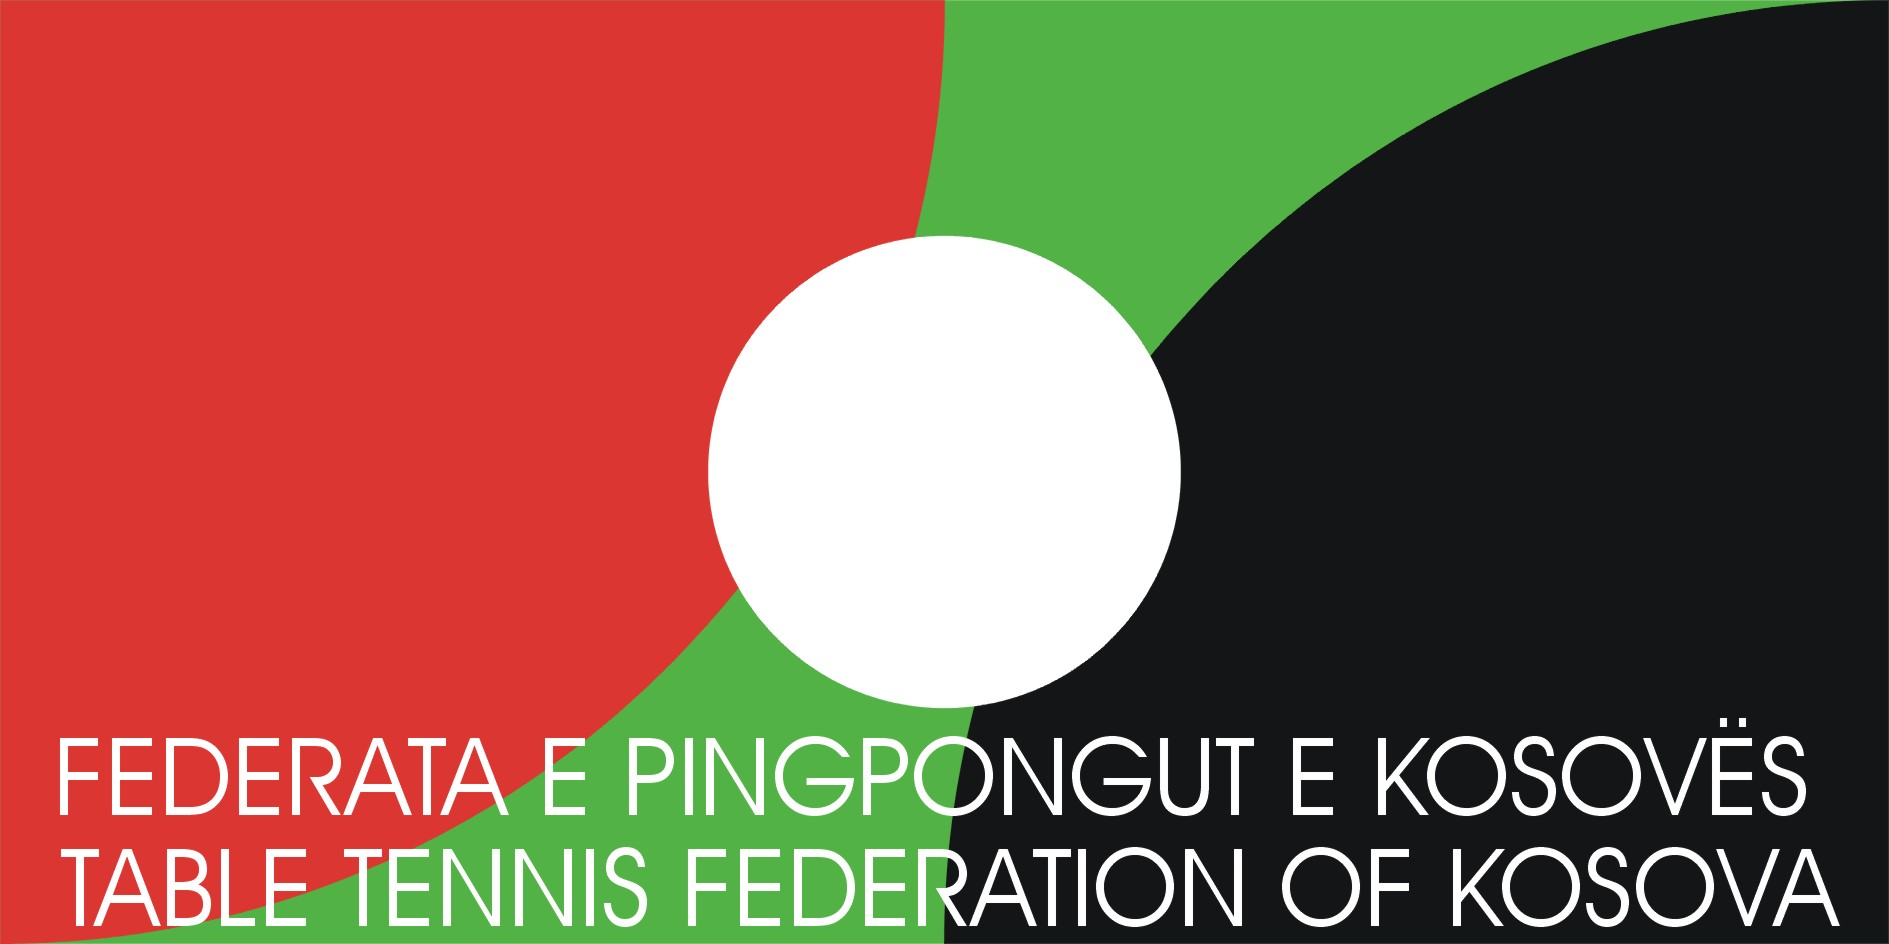 FEDERATA E PINGPONGUT E KOSOVËS
TABLE TENNIS FEDERATION OF KOSOVA